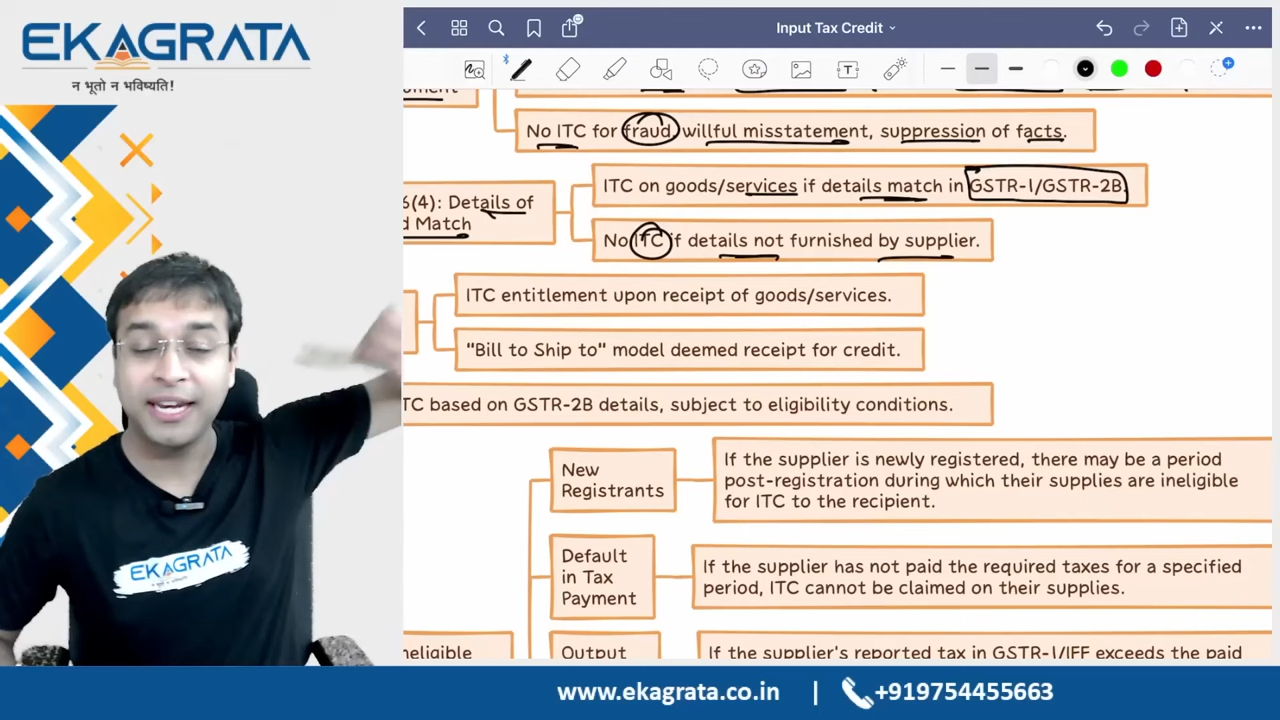 EKAGRATA
न भूतो न भविष्यति!
Input Tax Credit
No ITC for fraud, willful misstatement, suppression of facts.
6(4): Details of
d Match
ITC on goods/services if details match in GSTR-1/GSTR-2B.
No ITC if details not furnished by supplier.
ITC entitlement upon receipt of goods/services.
"Bill to Ship to" model deemed receipt for credit.
TC based on GSTR-2B details, subject to eligibility conditions.
New
Registrants
If the supplier is newly registered, there may be a period
post-registration during which their supplies are ineligible
for ITC to the recipient.
Default
in Tax
Payment
If the supplier has not paid the required taxes for a specified
period, ITC cannot be claimed on their supplies.
neligible
Output
If the supplier's reported tax in GSTR-1/IFF exceeds the paid
EKAGRATA
www.ekagrata.co.in | +919754455663